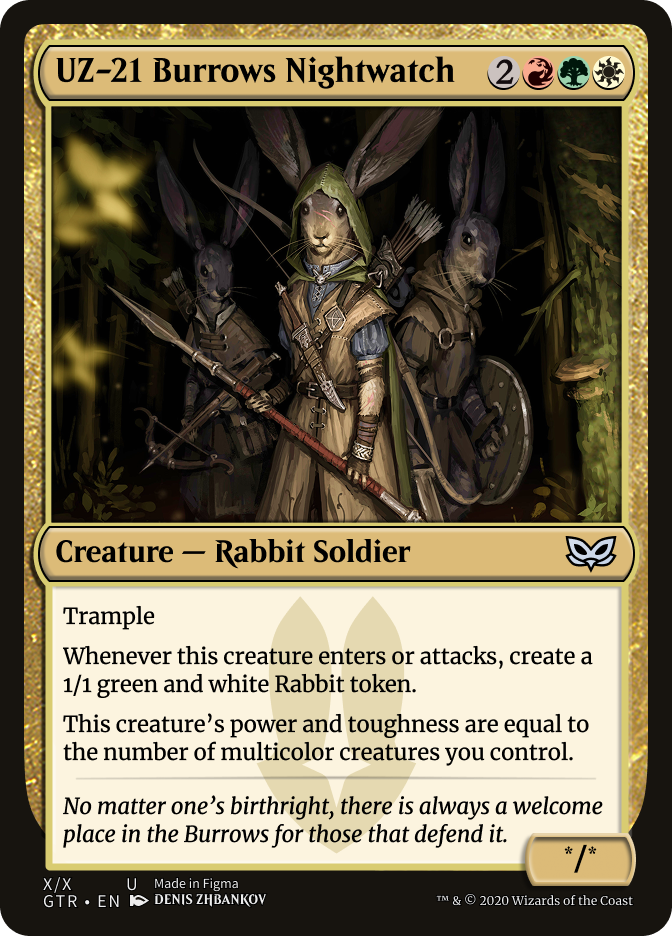 UZ-21 Burrows Nightwatch 2
Creature — Rabbit Soldier
Trample
Whenever this creature enters or attacks, create a
1/1 green and white Rabbit token.
This creature’s power and toughness are equal to
the number of multicolor creatures you control.
No matter one’s birthright, there is always a welcome
place in the Burrows for those that defend it.
*/*
X/X U Made in Figma
GTR • EN DENIS ZHBANKOV ™ & © 2020 Wizards of the Coast